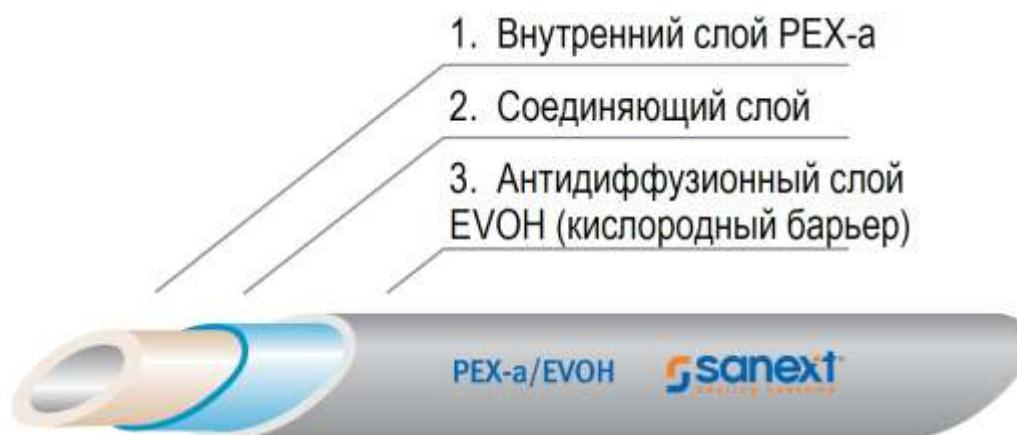 1. Внутренний слой PEX-a
2. Соединяющий слой
3. Антидиффузионный слой
EVOH (кислородный барьер)
PEX-a/EVOH sanext